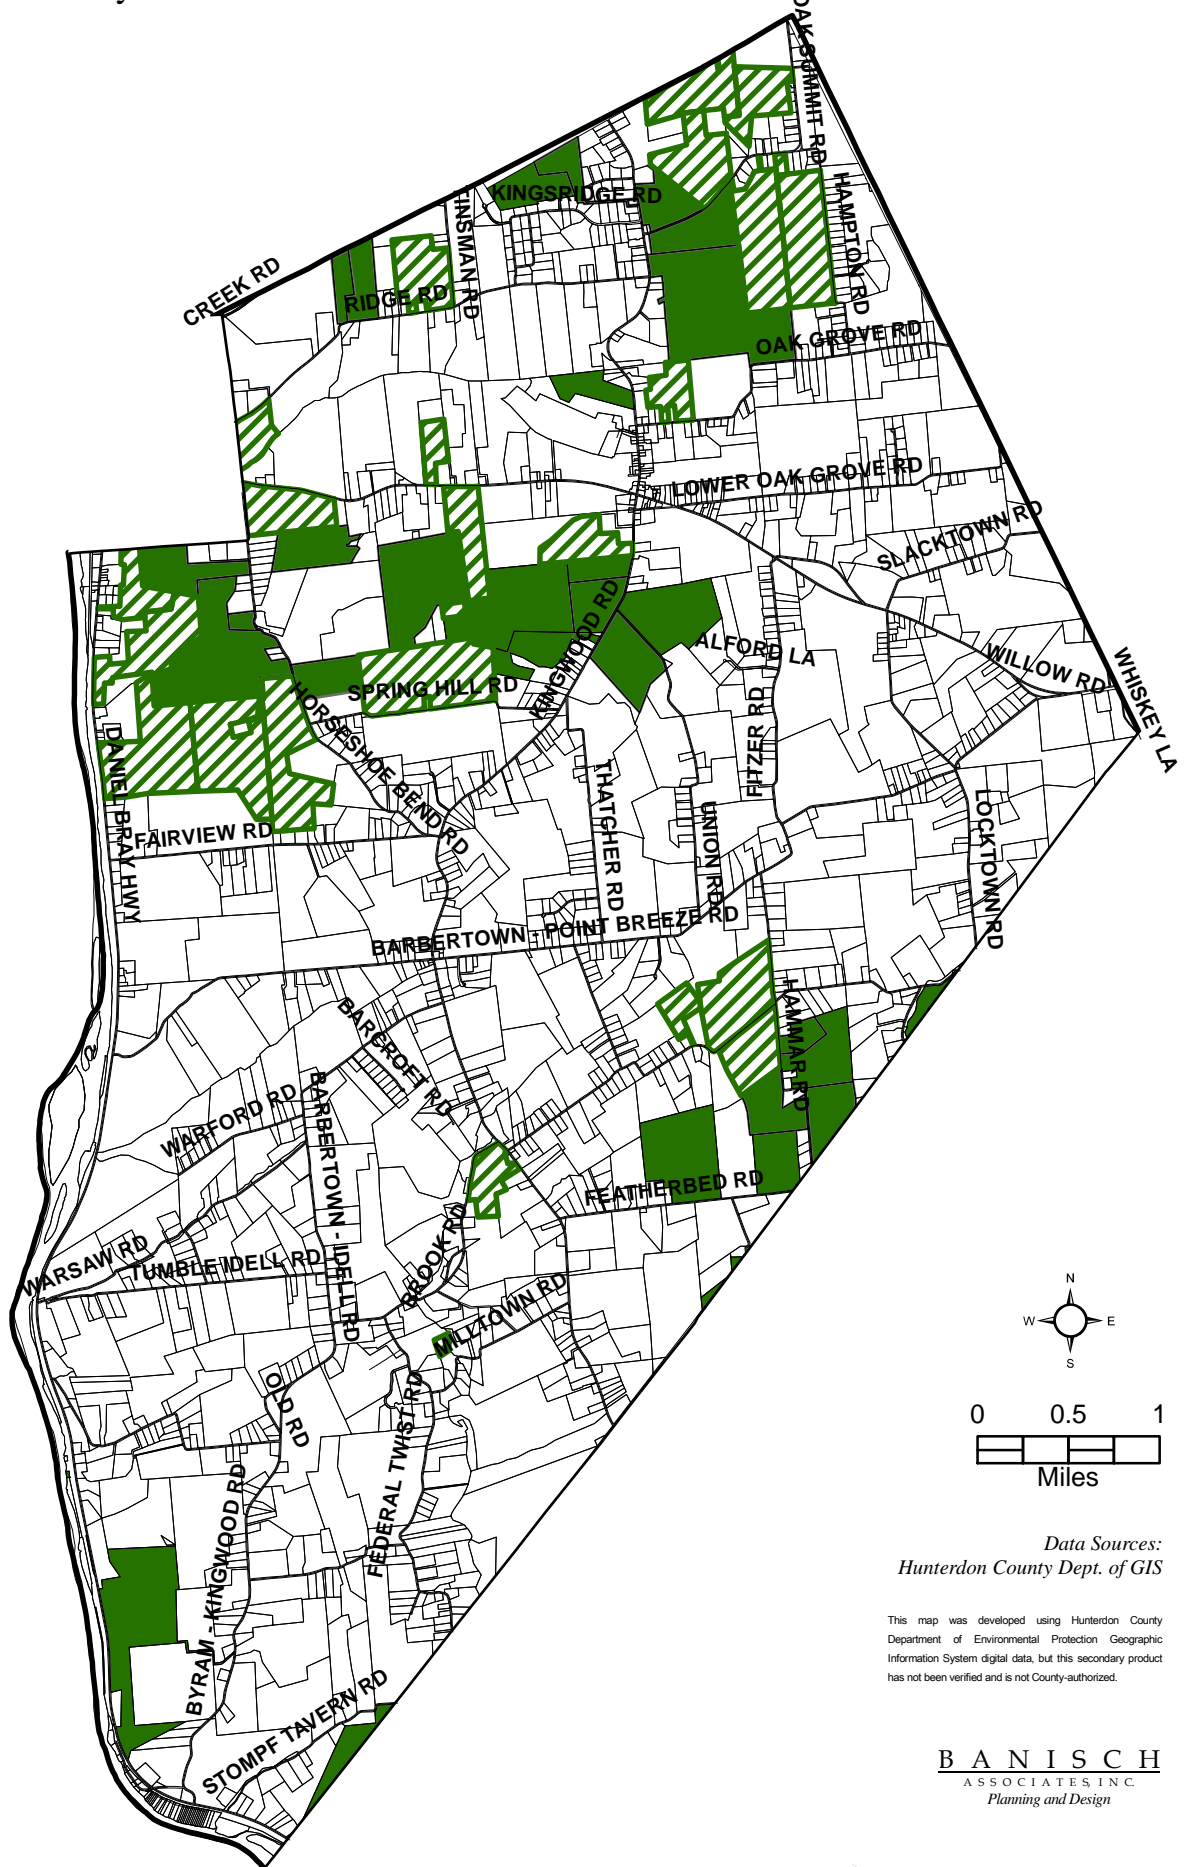 OAK SUMMIT RD
KINGSRIDGE RD
HAMPTON RD
TINSMAN RD
CREEK RD
RIDGE RD
OAK GROVE RD
LOWER OAK GROVE RD
SLACKTOWN RD
KINGWOOD RD
ALFORD LA
WILLOW RD
WHISKEY LA
SPRING HILL RD
HORSESHOE BEND RD
FITZER RD
DANIEL BRAY HWY
THATCHER RD
UNION RD
LOCKTOWN RD
FAIRVIEW RD
BARBERTOWN - POINT BREEZE RD
BARCROFT RD
HAMMAR RD
WARFORD RD
BARBERTOWN - IDELL RD
FEATHERBED RD
BROOK RD
WARSAW RD
TUMBLE IDELL RD
MILLTOWN RD
OLD RD
FEDERAL TWIST RD
BYRAM - KINGWOOD RD
STOMPF TAVERN RD
N
W E
S
0 0.5 1
Miles
Data Sources:
Hunterdon County Dept. of GIS
This map was developed using Hunterdon County
Department of Environmental Protection Geographic
Information System digital data, but this secondary product
has not been verified and is not County-authorized.
BANISCH
ASSOCIATES, INC.
Planning and Design